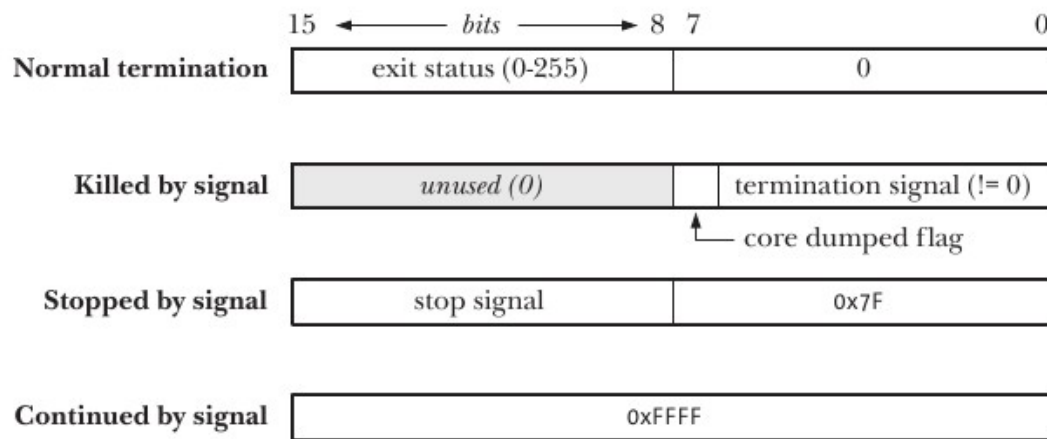 15 bits 8 7 0
Normal termination exit status (0-255) 0
Killed by signal unused (0) termination signal (!= 0)
core dumped flag
Stopped by signal stop signal 0x7F
Continued by signal 0xFFFF